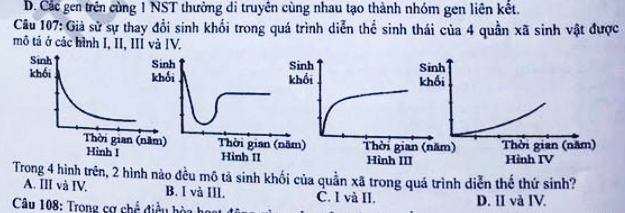 D. Các gen trên cùng 1 NST thường di truyền cùng nhau tạo thành nhóm gen liên kết.
Câu 107: Giả sử sự thay đổi sinh khối trong quá trình diễn thế sinh thái của 4 quần xã sinh vật được
mô tả ở các hình I, II, III và IV.
Sinh khối
Thời gian (năm)
Hình I
Sinh khối
Thời gian (năm)
Hình II
Sinh khối
Thời gian (năm)
Hình III
Sinh khối
Thời gian (năm)
Hình IV
Trong 4 hình trên, 2 hình nào đều mô tả sinh khối của quần xã trong quá trình diễn thế thứ sinh?
A. III và IV. B. I và III. C. I và II. D. II và IV.
Câu 108: Trong cơ chế điều hòa hoạt động